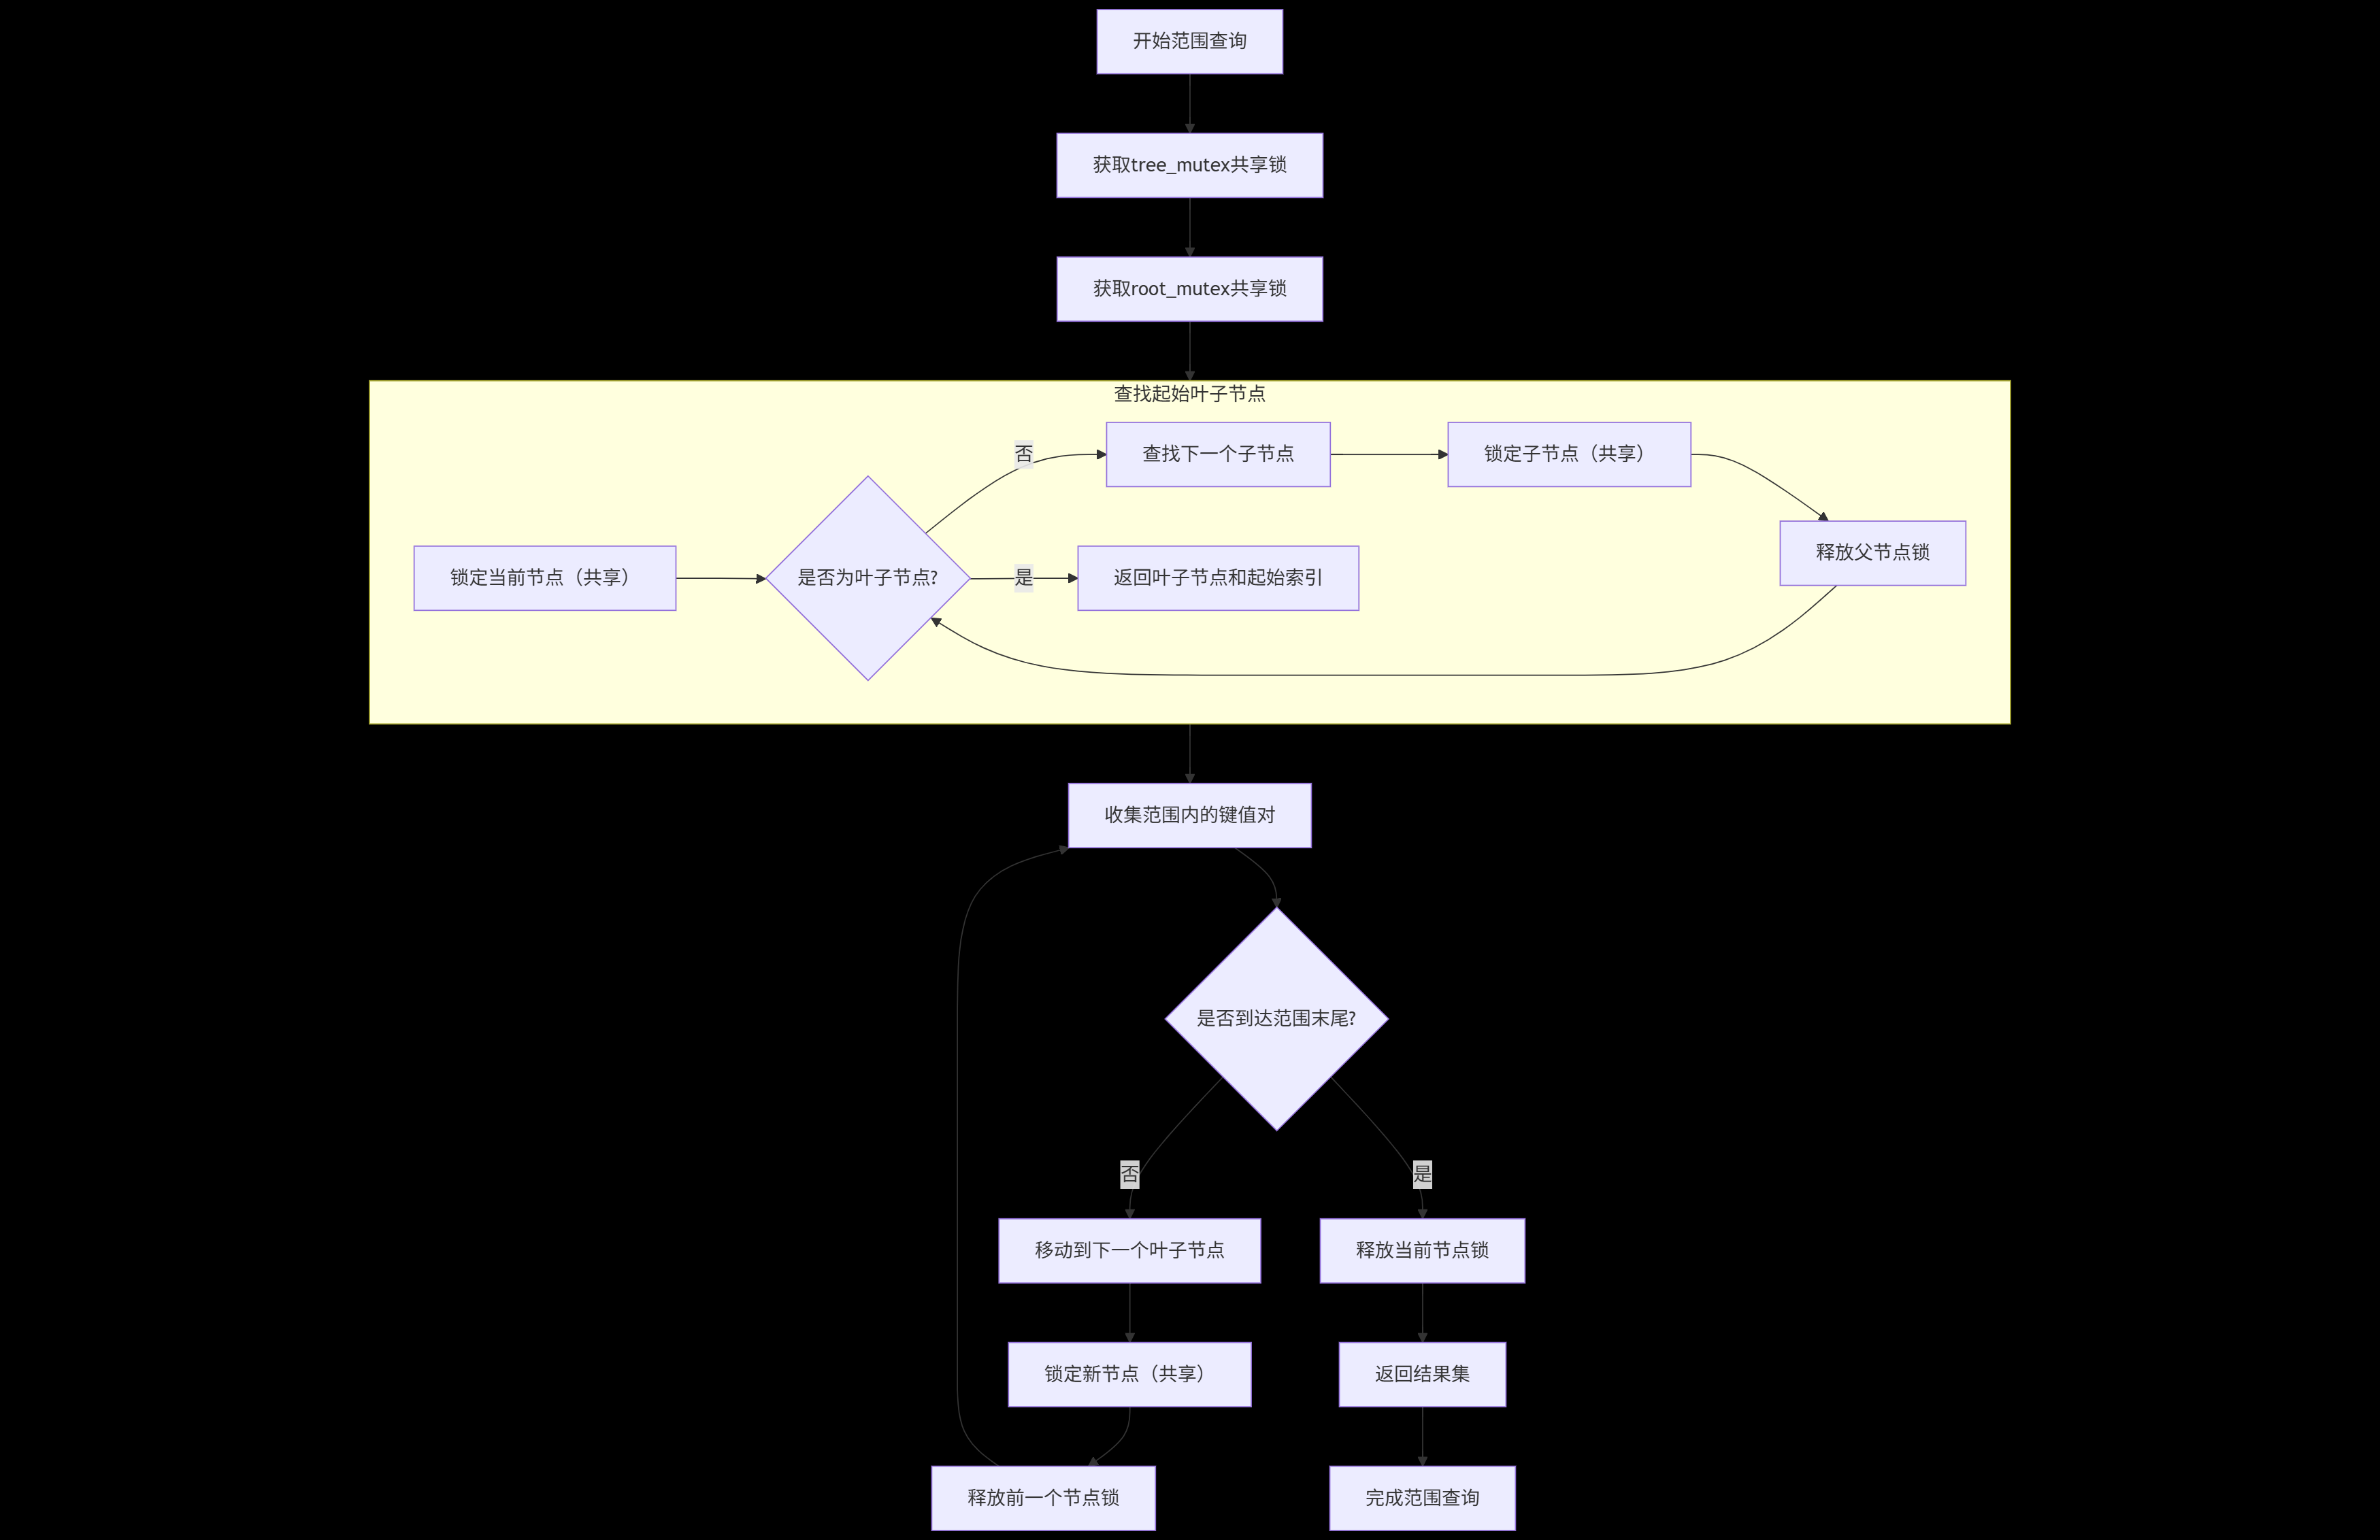 开始范围查询
获取tree_mutex共享锁
获取root_mutex共享锁
查找起始叶子节点
否
查找下一个子节点
锁定子节点（共享）
释放父节点锁
锁定当前节点（共享）
是否为叶子节点?
是
返回叶子节点和起始索引
收集范围内的键值对
是否到达范围末尾?
否
是
移动到下一个叶子节点
释放当前节点锁
锁定新节点（共享）
返回结果集
释放前一个节点锁
完成范围查询